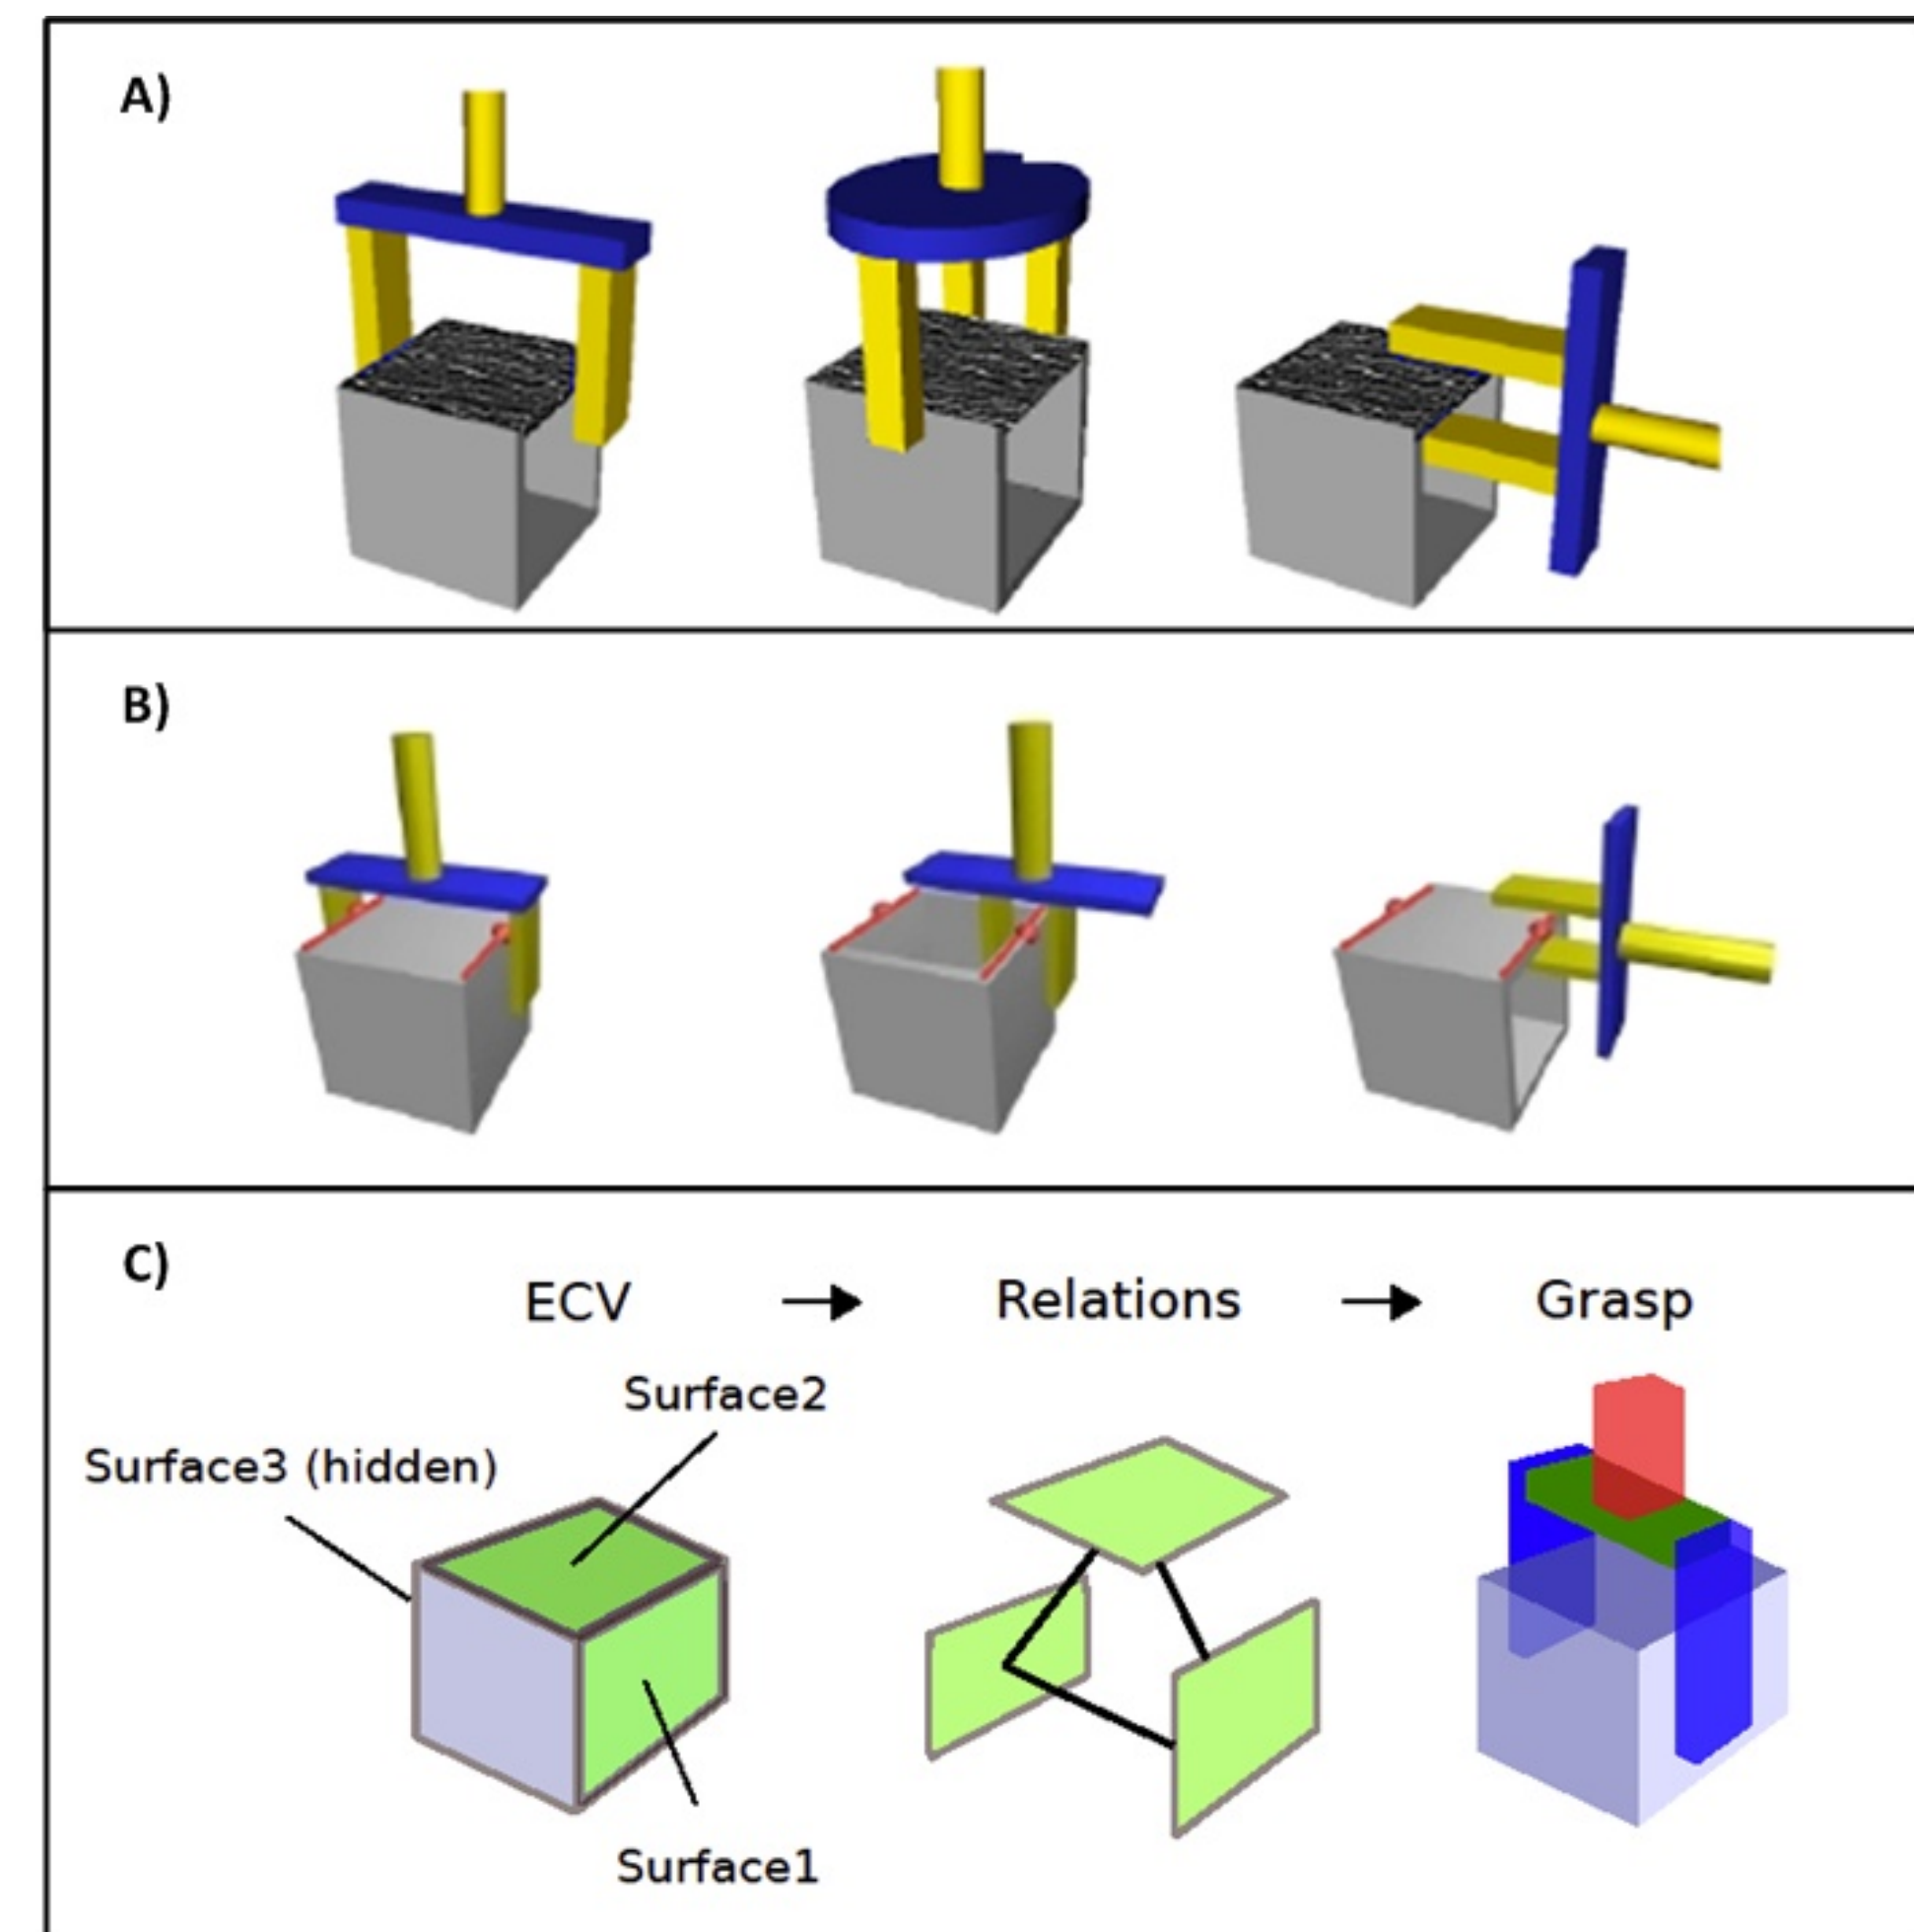 A)
B)
C)
ECV → Relations → Grasp
Surface2
Surface3 (hidden)
Surface1